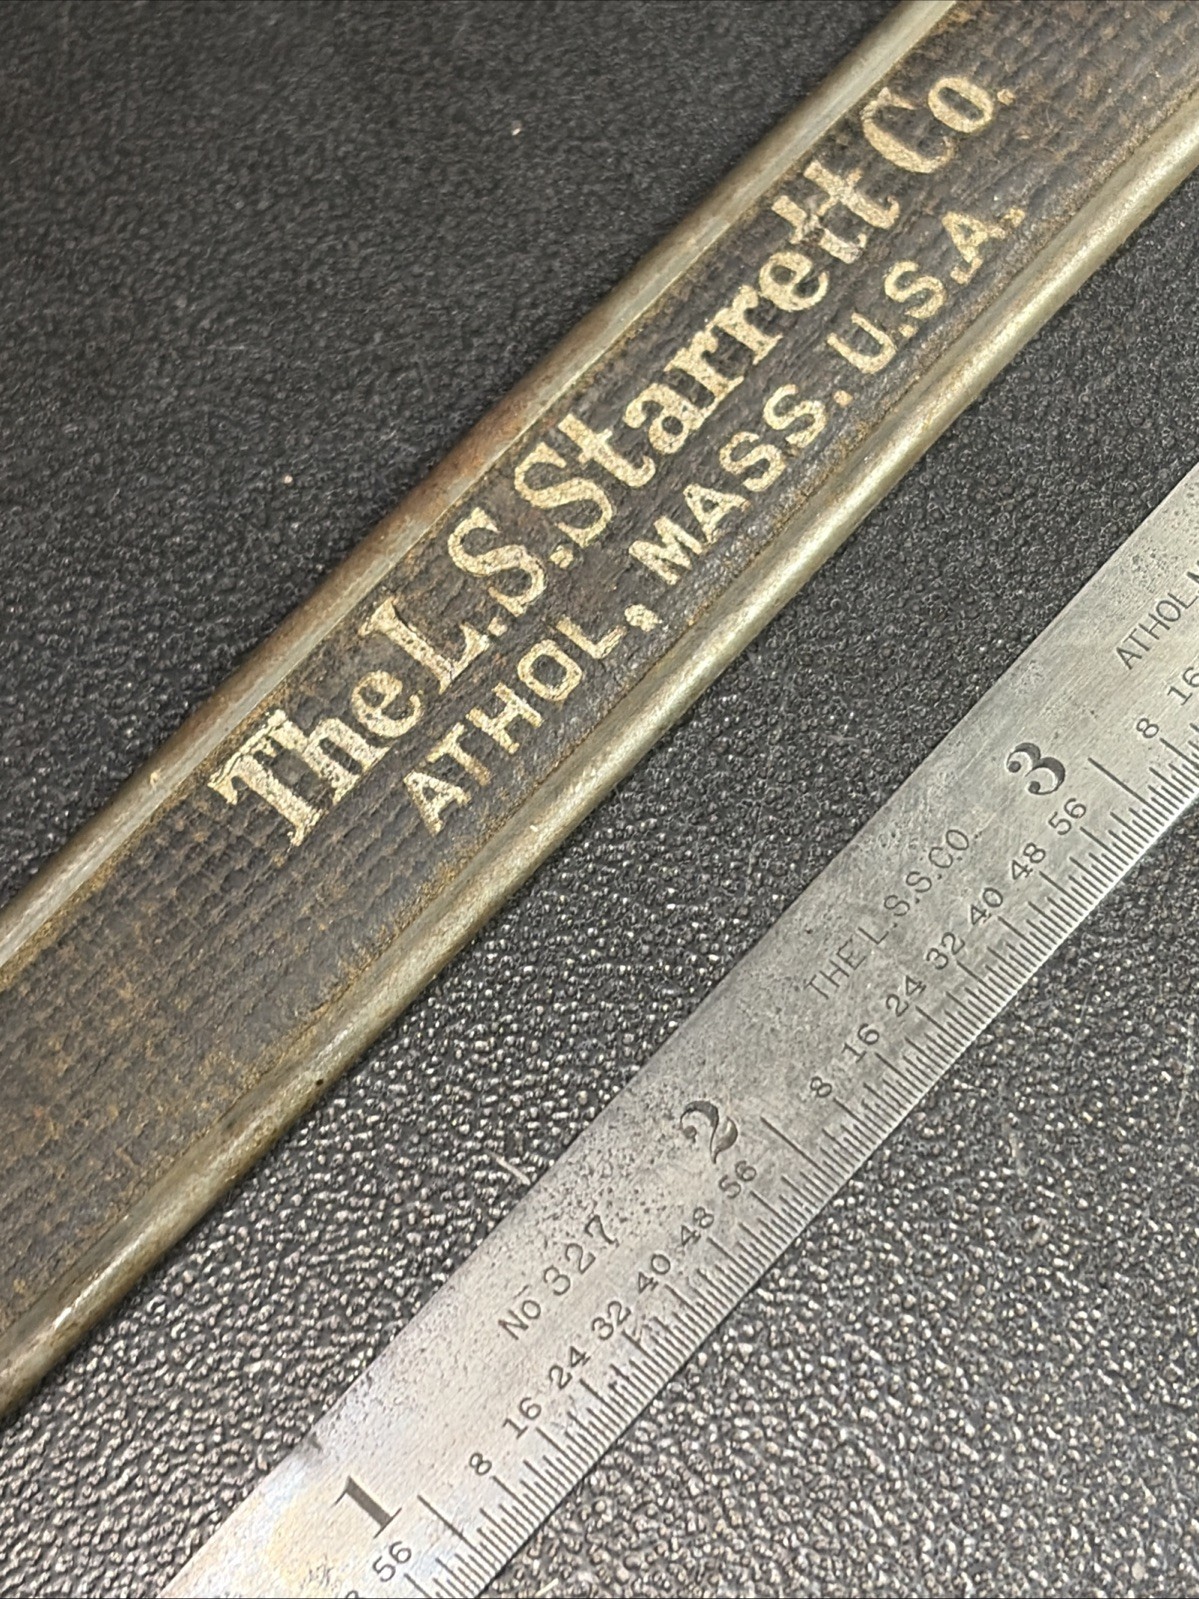 The L.S. Starrett Co.
ATHOL, MASS. U.S.A.
1
56
No 327
8 16 24 32 40 48 56
2
THE L.S.S.CO.
8 16 24 32 40 48 56
3
ATHOL
8 16